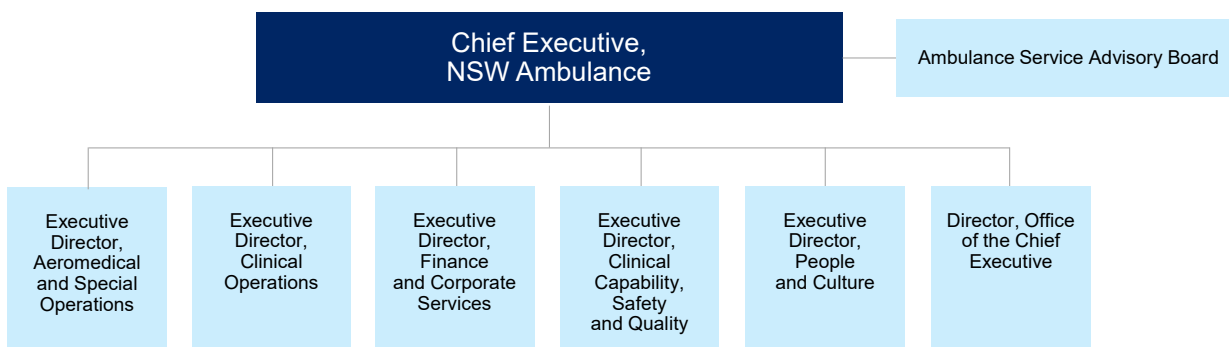 Chief Executive,
NSW Ambulance
Ambulance Service Advisory Board
Executive
Director,
Aeromedical
and Special
Operations
Executive
Director,
Clinical
Operations
Executive
Director,
Finance
and Corporate
Services
Executive
Director,
Clinical
Capability,
Safety
and Quality
Executive
Director,
People
and Culture
Director, Office
of the Chief
Executive